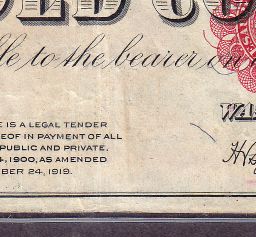 OLD CO
le to the bearer on
W
E IS A LEGAL TENDER
EOF IN PAYMENT OF ALL
PUBLIC AND PRIVATE.
4, 1900, AS AMENDED
BER 24, 1919.